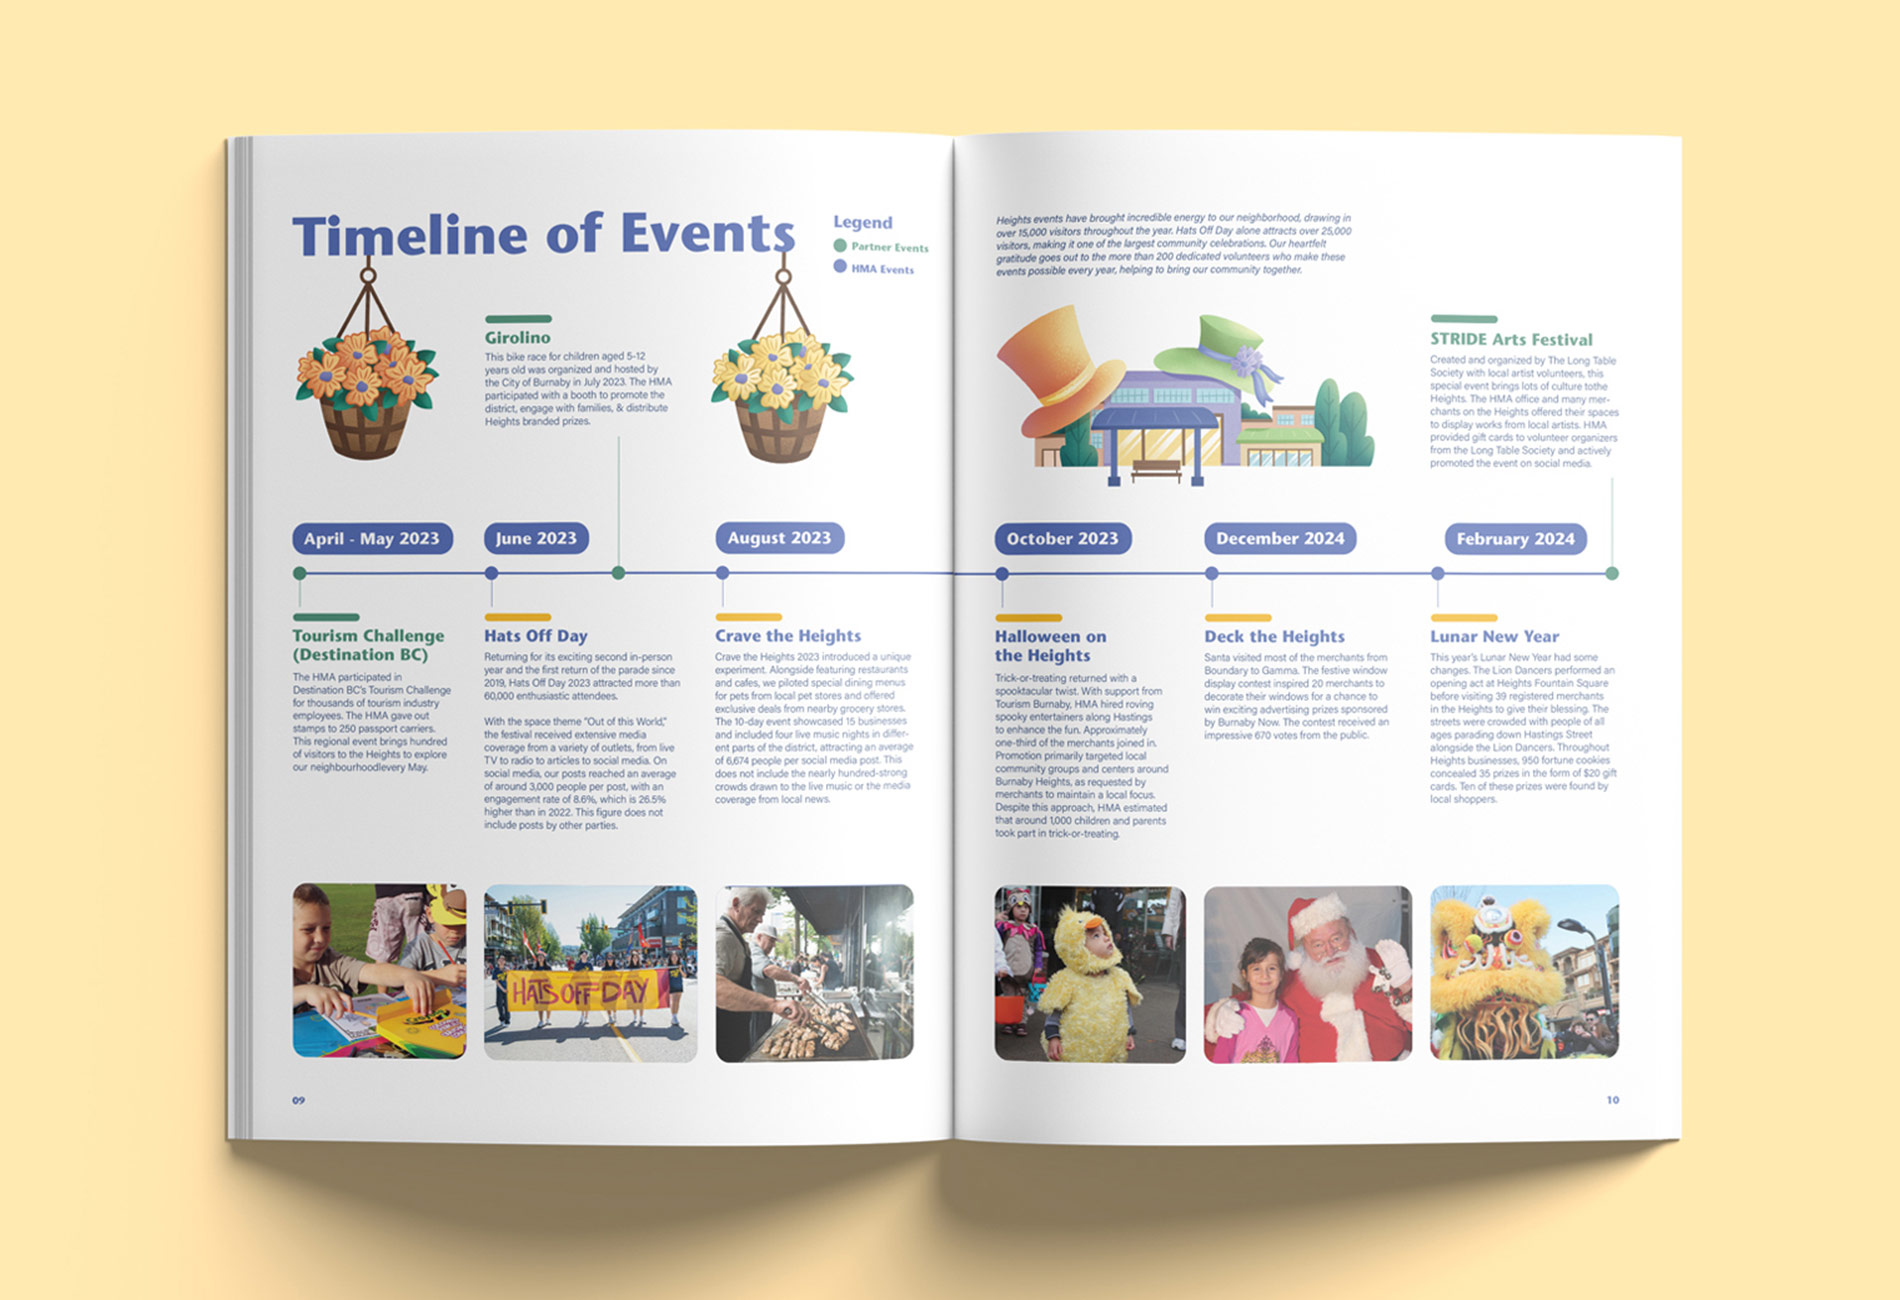 Timeline of Events
Legend
Partner Events
HMA Events
Girolino
This bike race for children aged 5-12
years old was organized and hosted by
the City of Burnaby in July 2023. The HMA
participated with a booth to promote the
district, engage with families, & distribute
Heights branded prizes.
April - May 2023
June 2023
August 2023
Tourism Challenge
(Destination BC)
The HMA participated in
Destination BC's Tourism Challenge
for thousands of tourism industry
employees. The HMA gave out
stamps to 250 passport carriers.
This regional event brings hundred
of visitors to the Heights to explore
our neighbourhoodlevery May.
Hats Off Day
Returning for its exciting second in-person
year and the first return of the parade since
2019, Hats Off Day 2023 attracted more than
60,000 enthusiastic attendees.
With the space theme "Out of this World,"
the festival received extensive media
coverage from a variety of outlets, from live
TV to radio to articles to social media. On
social media, our posts reached an average
of around 3,000 people per post, with an
engagement rate of 8.6%, which is 26.5%
higher than in 2022. This figure does not
include posts by other parties.
Crave the Heights
Crave the Heights 2023 introduced a unique
experiment. Alongside featuring restaurants
and cafes, we piloted special dining menus
for pets from local pet stores and offered
exclusive deals from nearby grocery stores.
The 10-day event showcased 15 businesses
and included four live music nights in differ-
ent parts of the district, attracting an average
of 6,674 people per social media post. This
does not include the nearly hundred-strong
crowds drawn to the live music or the media
coverage from local news.
HATS OFF DAY
09
Heights events have brought incredible energy to our neighborhood, drawing in
over 15,000 visitors throughout the year. Hats Off Day alone attracts over 25,000
visitors, making it one of the largest community celebrations. Our heartfelt
gratitude goes out to the more than 200 dedicated volunteers who make these
events possible every year, helping to bring our community together.
STRIDE Arts Festival
Created and organized by The Long Table
Society with local artist volunteers, this
special event brings lots of culture tothe
Heights. The HMA office and many mer-
chants on the Heights offered their spaces
to display works from local artists. HMA
provided gift cards to volunteer organizers
from the Long Table Society and actively
promoted the event on social media.
October 2023
December 2024
February 2024
Halloween on
the Heights
Trick-or-treating returned with a
spooktacular twist. With support from
Tourism Burnaby, HMA hired roving
spooky entertainers along Hastings
to enhance the fun. Approximately
one-third of the merchants joined in.
Promotion primarily targeted local
community groups and centers around
Burnaby Heights, as requested by
merchants to maintain a local focus.
Despite this approach, HMA estimated
that around 1,000 children and parents
took part in trick-or-treating.
Deck the Heights
Santa visited most of the merchants from
Boundary to Gamma. The festive window
display contest inspired 20 merchants to
decorate their windows for a chance to
win exciting advertising prizes sponsored
by Burnaby Now. The contest received an
impressive 670 votes from the public.
Lunar New Year
This year's Lunar New Year had some
changes. The Lion Dancers performed an
opening act at Heights Fountain Square
before visiting 39 registered merchants
in the Heights to give their blessing. The
streets were crowded with people of all
ages parading down Hastings Street
alongside the Lion Dancers. Throughout
Heights businesses, 950 fortune cookies
concealed 35 prizes in the form of $20 gift
cards. Ten of these prizes were found by
local shoppers.
10